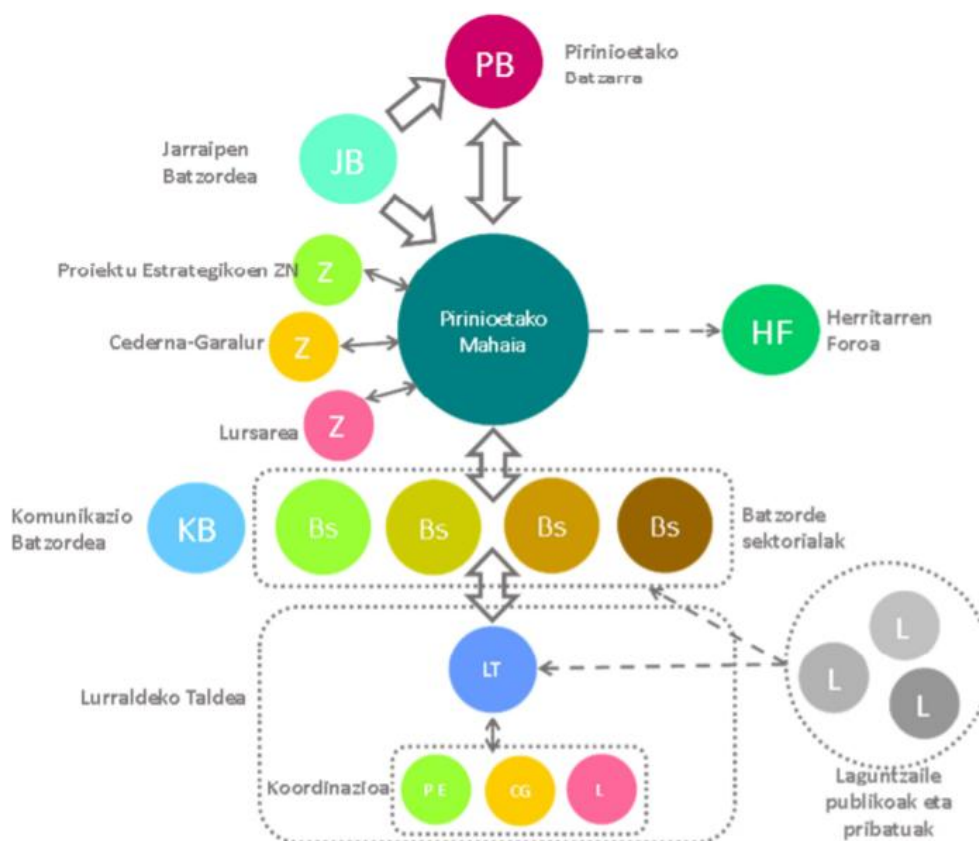 PB
Pirinioetako
Batzarra
Jarraipen
Batzordea
JB
Proiektu Estrategikoen ZN
Z
Pirinioetako
Mahaia
HF
Herritarren
Foroa
Cederna-Garalur
Z
Lursarea
Z
Komunikazio
Batzordea
KB
Bs
Bs
Bs
Bs
Batzorde
sektorialak
Lurraldeko Taldea
LT
L
L
L
Koordinazioa
P E
CG
L
Laguntzaile
publikoak eta
pribatuak